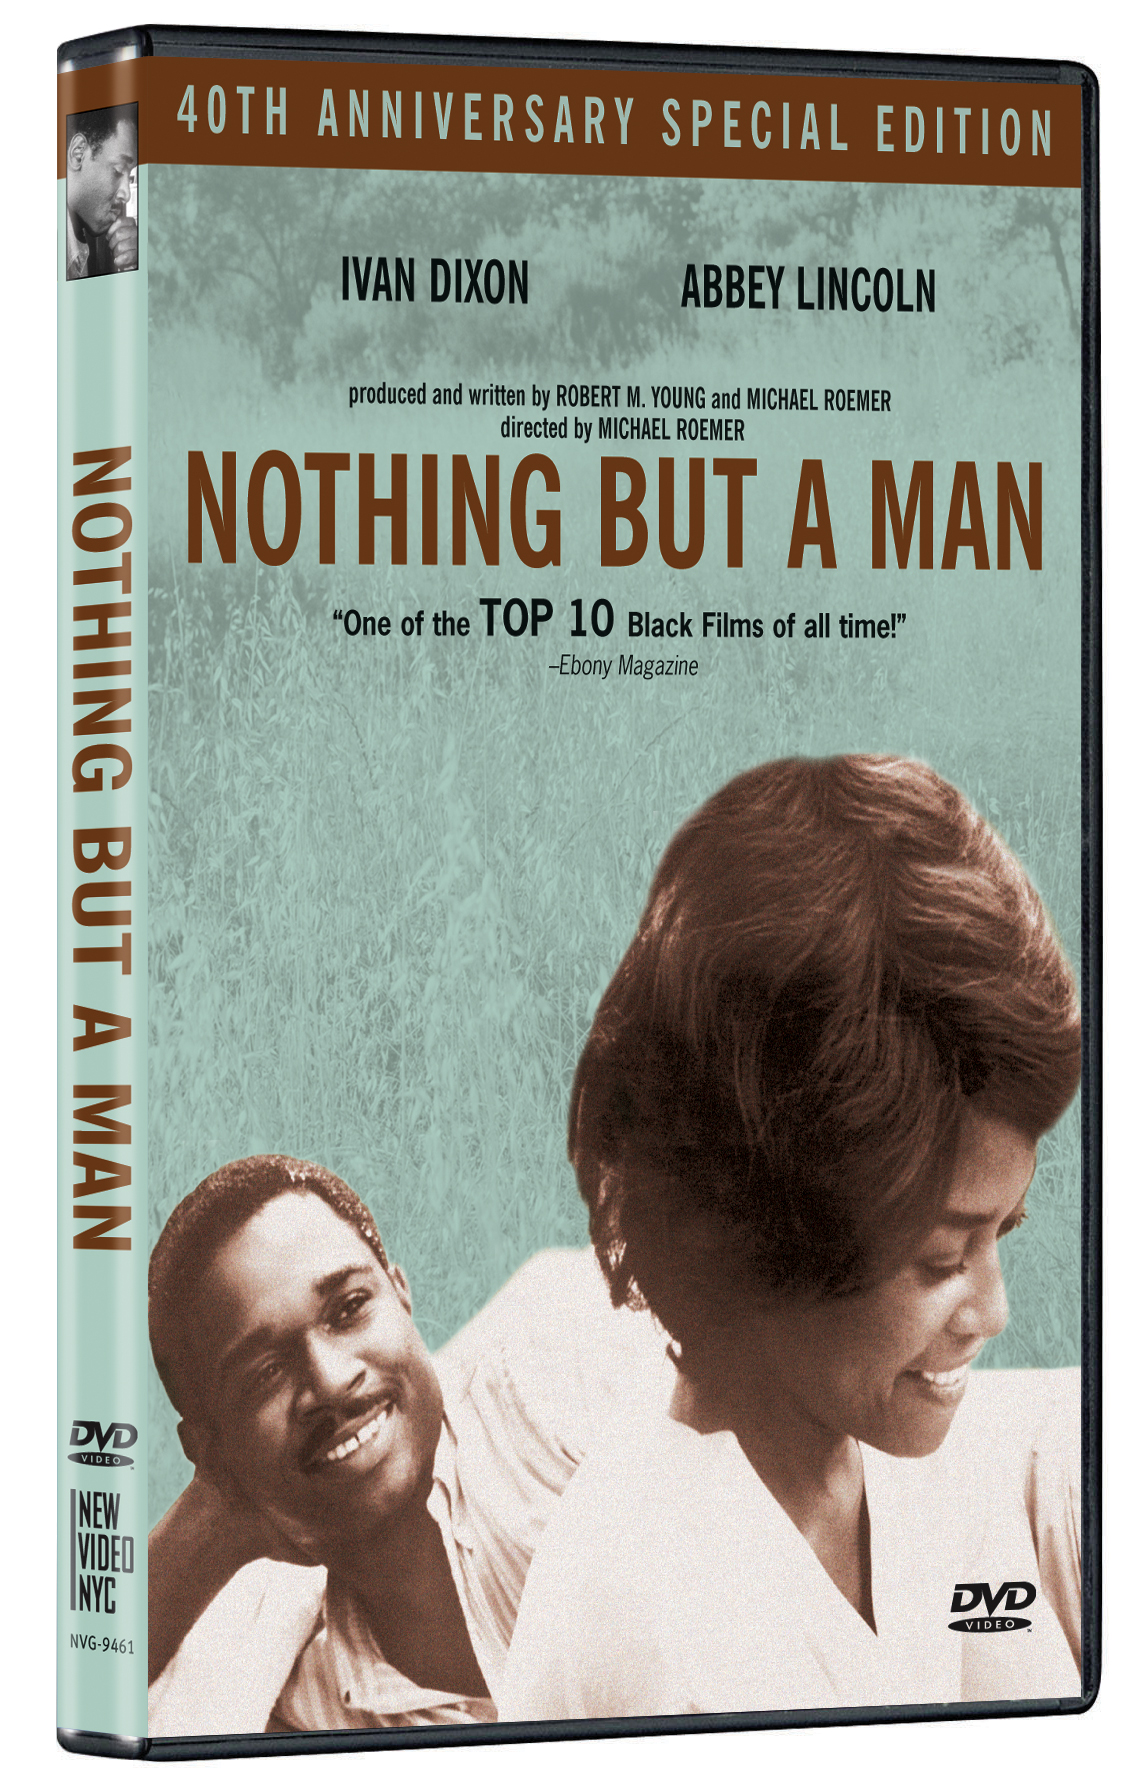 40TH ANNIVERSARY SPECIAL EDITION
IVAN DIXON ABBEY LINCOLN
produced and written by ROBERT M. YOUNG and MICHAEL ROEMER
directed by MICHAEL ROEMER
NOTHING BUT A MAN
“One of the TOP 10 Black Films of all time!”
–Ebony Magazine
DVD
VIDEO
NOTHING BUT A MAN
DVD
VIDEO
NEW
VIDEO
NYC
NVG-9461